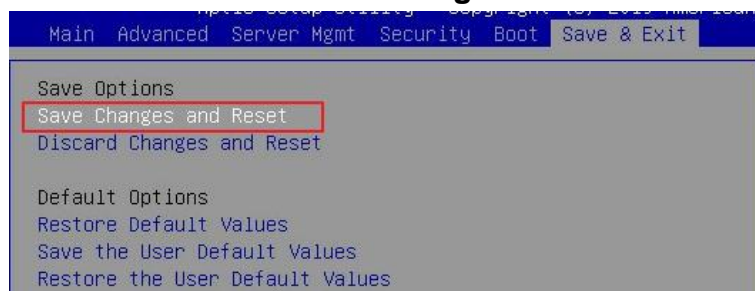 Main Advanced Server Mgmt Security Boot Save & Exit
Save Options
Save Changes and Reset
Discard Changes and Reset
Default Options
Restore Default Values
Save the User Default Values
Restore the User Default Values